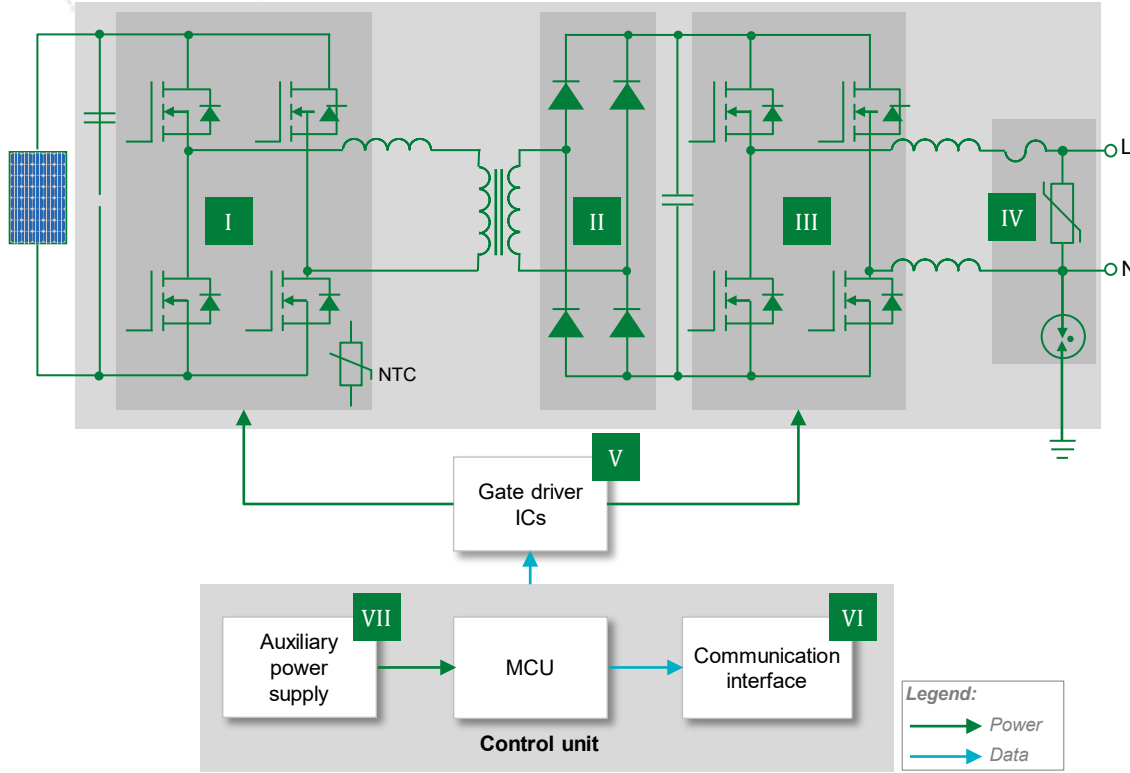 L
I
II
III
IV
N
NTC
V
Gate driver
ICs
VII
VI
Auxiliary
power
supply
MCU
Communication
interface
Control unit
Legend:
Power
Data